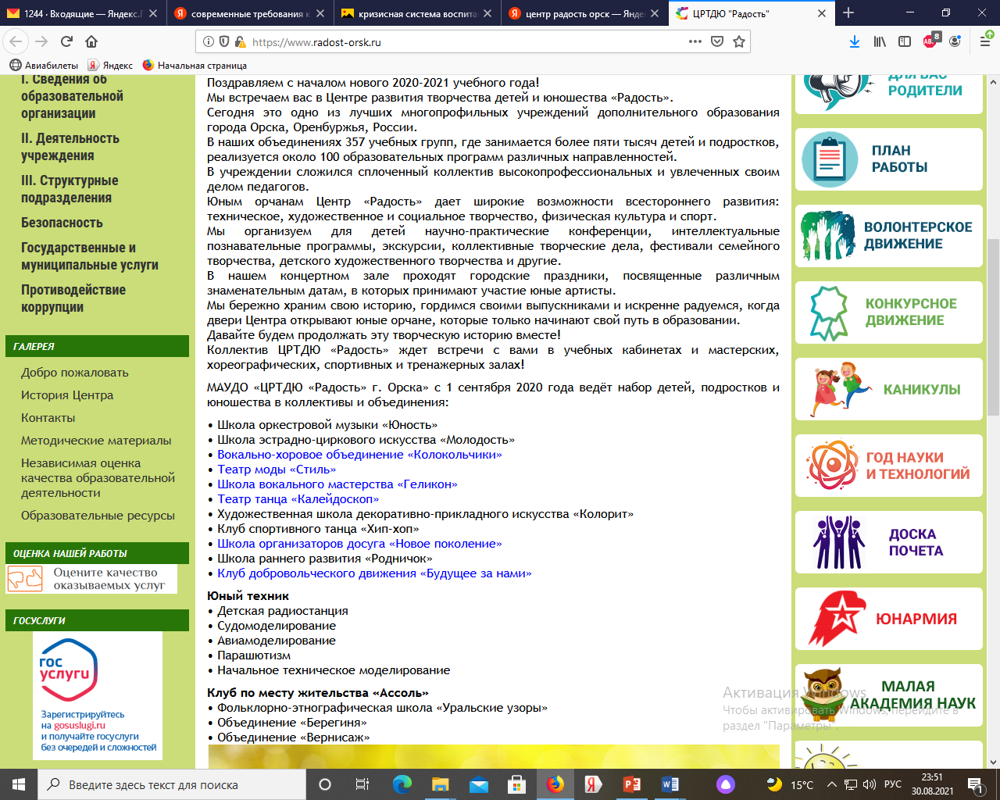 1244 · Входящие — Яндекс.П
современные требования к
кризисная система воспита
центр радость орск — Яндек
ЦРТДЮ "Радость"
https://www.radost-orsk.ru
8
Авиабилеты
Яндекс
Начальная страница
I. Сведения об
образовательной
организации
II. Деятельность
учреждения
III. Структурные
подразделения
Безопасность
Государственные и
муниципальные услуги
Противодействие
коррупции
ГАЛЕРЕЯ
Добро пожаловать
История Центра
Контакты
Методические материалы
Независимая оценка
качества образовательной
деятельности
Образовательные ресурсы
ОЦЕНКА НАШЕЙ РАБОТЫ
Оцените качество
оказываемых услуг
ГОСУСЛУГИ
гос
услуги
Зарегистрируйтесь
на gosuslugi.ru
и получайте госуслуги
без очередей и сложностей
Поздравляем с началом нового 2020-2021 учебного года!
Мы встречаем вас в Центре развития творчества детей и юношества «Радость».
Сегодня это одно из лучших многопрофильных учреждений дополнительного образования
города Орска, Оренбуржья, России.
В наших объединениях 357 учебных групп, где занимается более пяти тысяч детей и подростков,
реализуется около 100 образовательных программ различных направленностей.
В учреждении сложился сплоченный коллектив высокопрофессиональных и увлеченных своим
делом педагогов.
Юным орчанам Центр «Радость» дает широкие возможности всестороннего развития:
техническое, художественное и социальное творчество, физическая культура и спорт.
Мы организуем для детей научно-практические конференции, интеллектуальные
познавательные программы, экскурсии, коллективные творческие дела, фестивали семейного
творчества, детского художественного творчества и другие.
В нашем концертном зале проходят городские праздники, посвященные различным
знаменательным датам, в которых принимают участие юные артисты.
Мы бережно храним свою историю, гордимся своими выпускниками и искренне радуемся, когда
двери Центра открывают юные орчане, которые только начинают свой путь в образовании.
Давайте будем продолжать эту творческую историю вместе!
Коллектив ЦРТДЮ «Радость» ждет встречи с вами в учебных кабинетах и мастерских,
хореографических, спортивных и тренажерных залах!
МАУДО «ЦРТДЮ «Радость» г. Орска» с 1 сентября 2020 года ведёт набор детей, подростков и
юношества в коллективы и объединения:
• Школа оркестровой музыки «Юность»
• Школа эстрадно-циркового искусства «Молодость»
• Вокально-хоровое объединение «Колокольчики»
• Театр моды «Стиль»
• Школа вокального мастерства «Геликон»
• Театр танца «Калейдоскоп»
• Художественная школа декоративно-прикладного искусства «Колорит»
• Клуб спортивного танца «Хип-хоп»
• Школа организаторов досуга «Новое поколение»
• Школа раннего развития «Родничок»
• Клуб добровольческого движения «Будущее за нами»
Юный техник
• Детская радиостанция
• Судомоделирование
• Авиамоделирование
• Парашютизм
• Начальное техническое моделирование
Клуб по месту жительства «Ассоль»
• Фольклорно-этнографическая школа «Уральские узоры»
• Объединение «Берегиня»
• Объединение «Вернисаж»
ДЛЯ ВАС
РОДИТЕЛИ
ПЛАН
РАБОТЫ
ВОЛОНТЕРСКОЕ
ДВИЖЕНИЕ
КОНКУРСНОЕ
ДВИЖЕНИЕ
КАНИКУЛЫ
ГОД НАУКИ
И ТЕХНОЛОГИЙ
ДОСКА
ПОЧЕТА
ЮНАРМИЯ
МАЛАЯ
АКАДЕМИЯ НАУК
Активация Windows
Чтобы активировать Windows, перейдите в
раздел "Параметры".
Введите здесь текст для поиска
15°C
РУС
23:51
30.08.2021
1